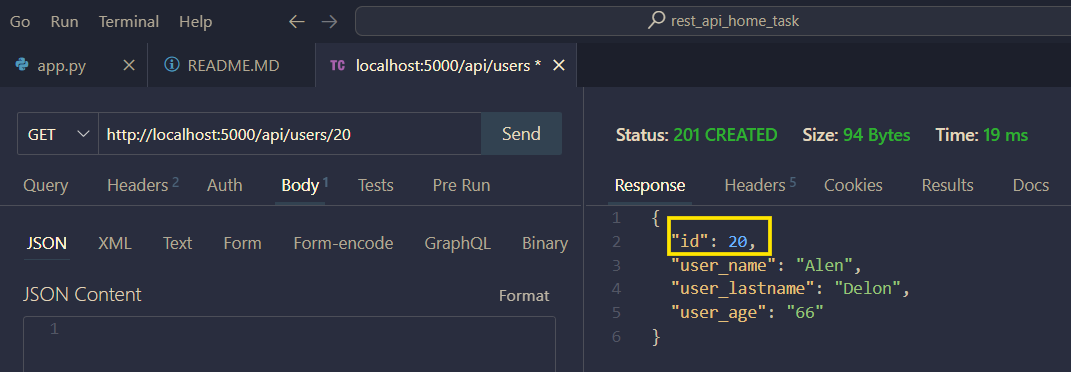 Go Run Terminal Help ← → rest_api_home_task
app.py × README.MD TC localhost:5000/api/users * ×
GET http://localhost:5000/api/users/20 Send
Query Headers 2 Auth Body 1 Tests Pre Run
JSON XML Text Form Form-encode GraphQL Binary
JSON Content Format
1
Status: 201 CREATED Size: 94 Bytes Time: 19 ms
Response Headers 5 Cookies Results Docs
1 {
2 "id": 20,
3 "user_name": "Alen",
4 "user_lastname": "Delon",
5 "user_age": "66"
6 }